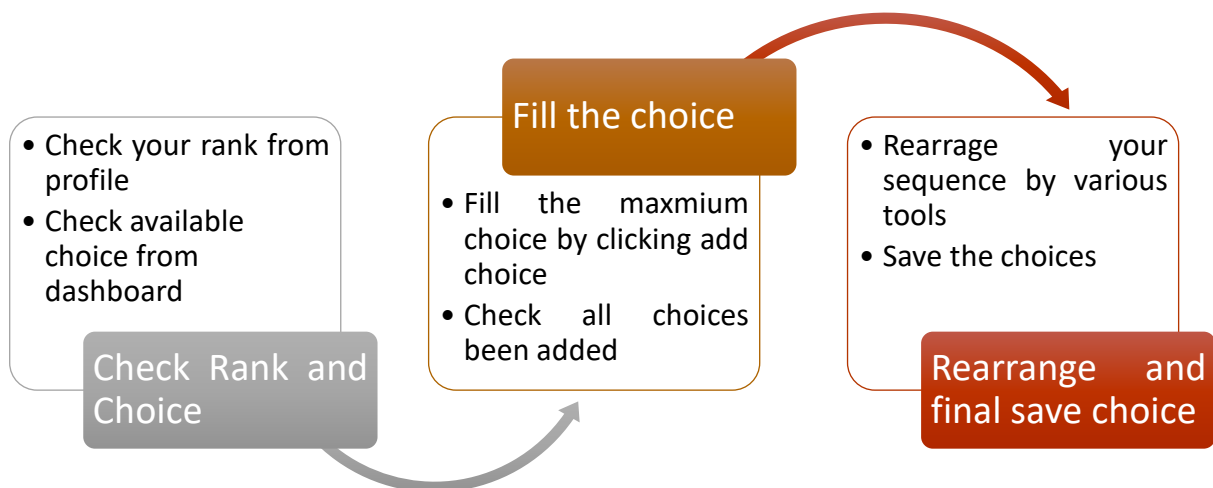 • Check your rank from
profile
• Check available
choice from
dashboard
Check Rank and
Choice
Fill the choice
• Fill the maxmium
choice by clicking add
choice
• Check all choices
been added
• Rearrage your
sequence by various
tools
• Save the choices
Rearrange and
final save choice